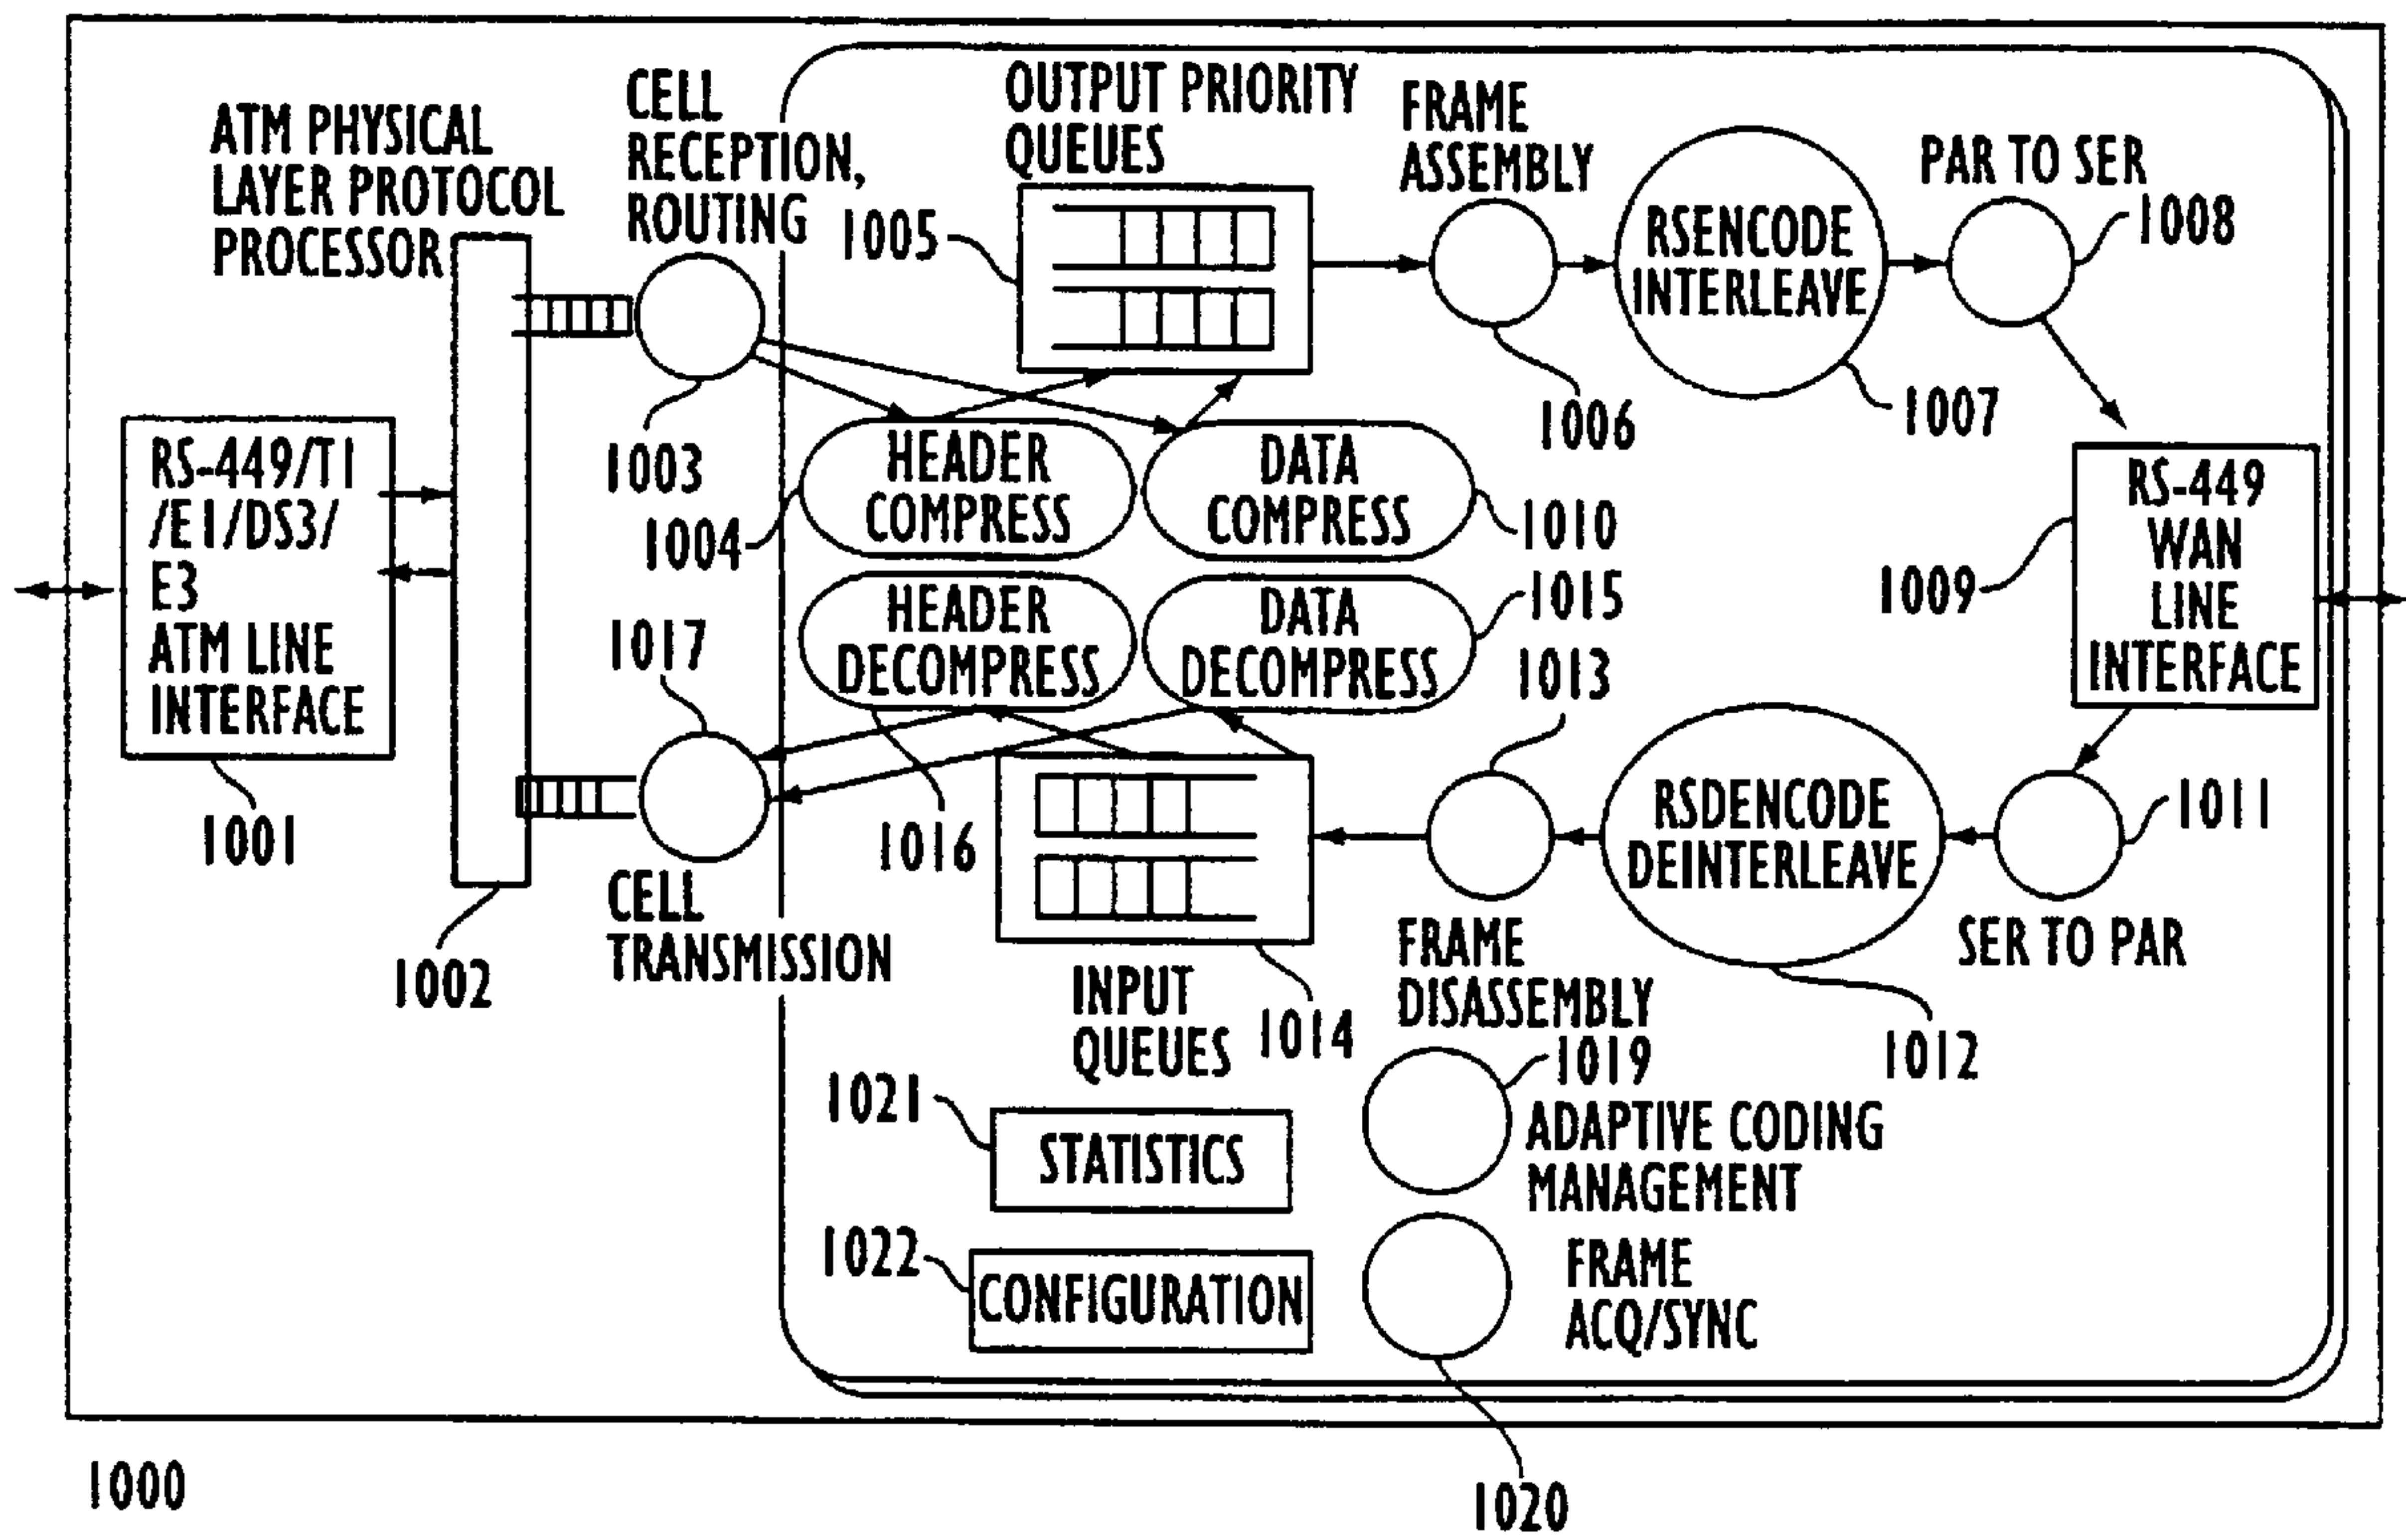 ATM PHYSICAL
LAYER PROTOCOL
PROCESSOR
CELL
RECEPTION,
ROUTING
OUTPUT PRIORITY
QUEUES
1005
FRAME
ASSEMBLY
RSENCODE
INTERLEAVE
PAR TO SER
1008
1003
1006
1007
RS-449/T1
/E1/DS3/
E3
ATM LINE
INTERFACE
1001
1002
HEADER
COMPRESS
1004
DATA
COMPRESS
1010
HEADER
DECOMPRESS
DATA
DECOMPRESS
1015
1009
RS-449
WAN
LINE
INTERFACE
1017
1013
1016
CELL
TRANSMISSION
INPUT
QUEUES
1014
FRAME
DISASSEMBLY
RSDENCODE
DEINTERLEAVE
1011
SER TO PAR
1012
1019
ADAPTIVE CODING
MANAGEMENT
1021
STATISTICS
1022
CONFIGURATION
FRAME
ACQ/SYNC
1020
1000